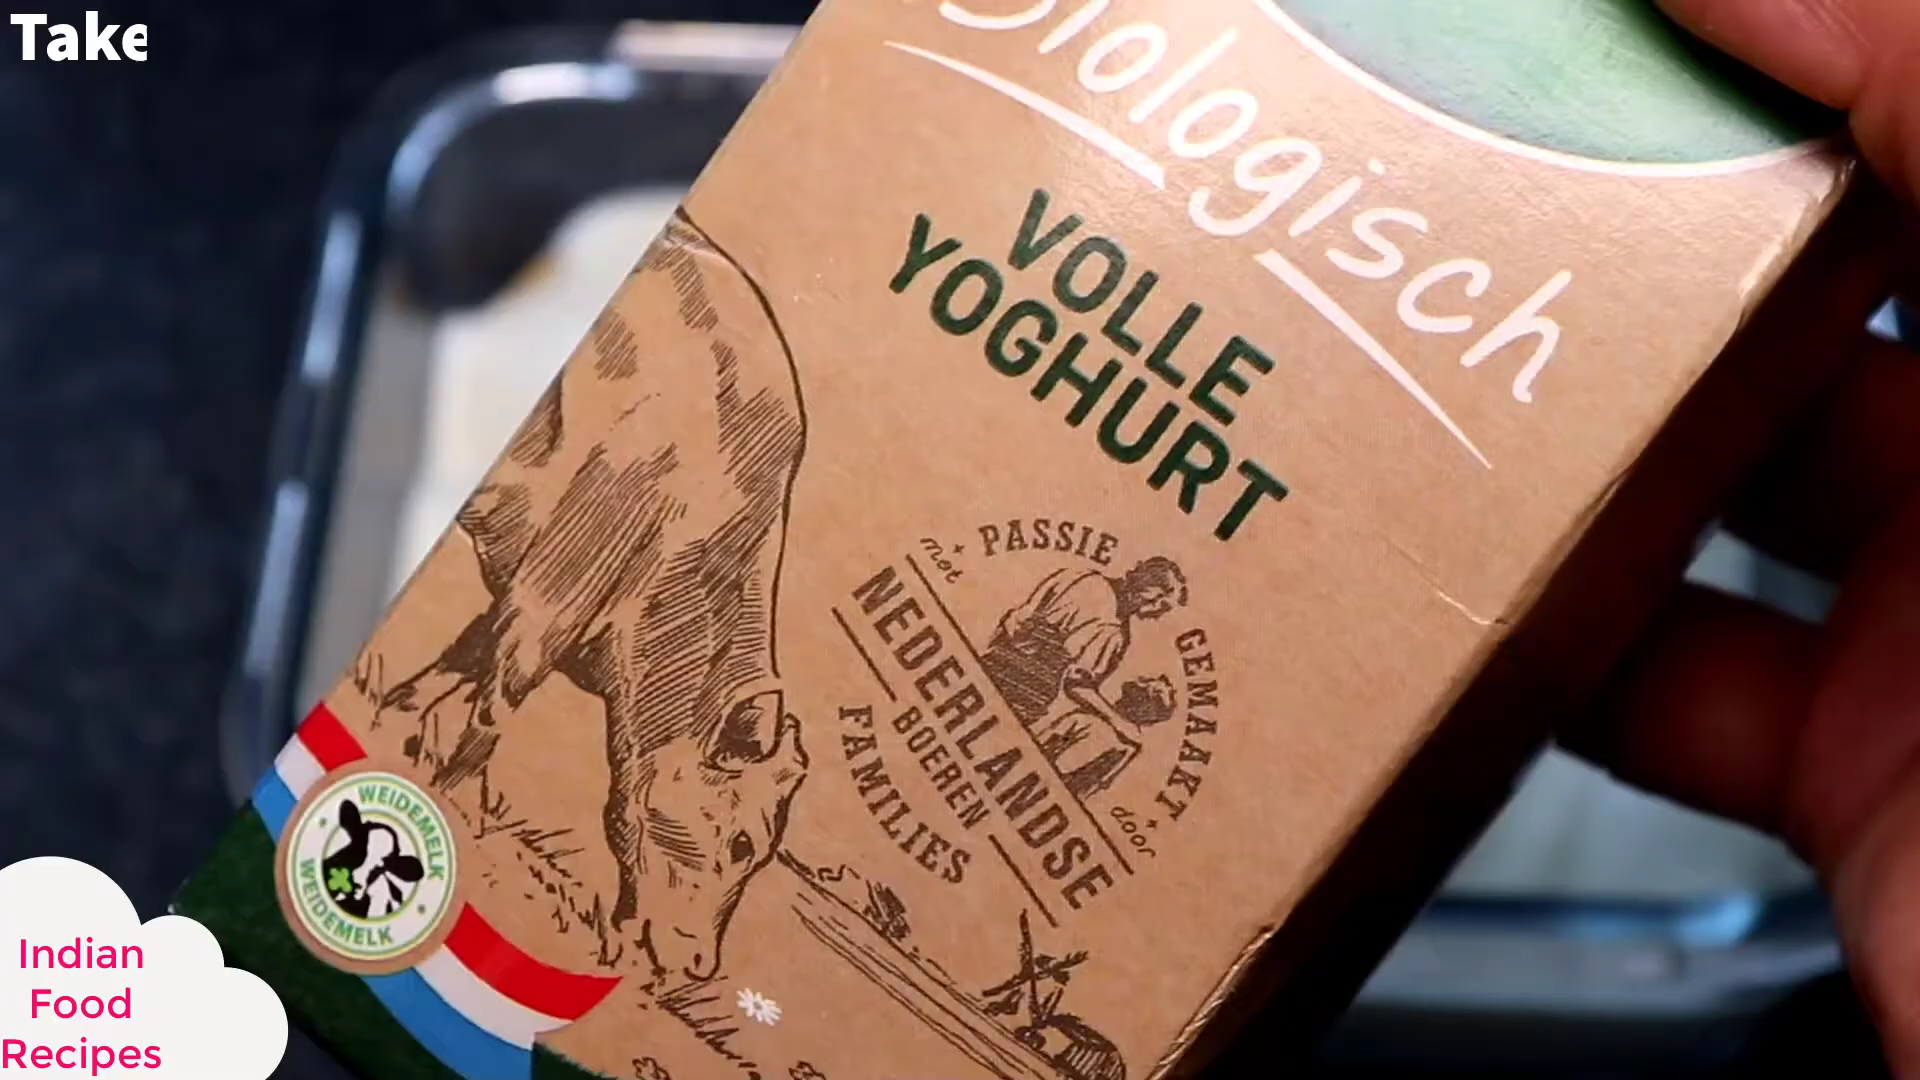 Take
Biologisch
VOLLE
YOGHURT
met
PASSIE
GEMAAKT
door
NEDERLANDSE
BOEREN
FAMILIES
WEIDEMELK
WEIDEMELK
Indian
Food
Recipes